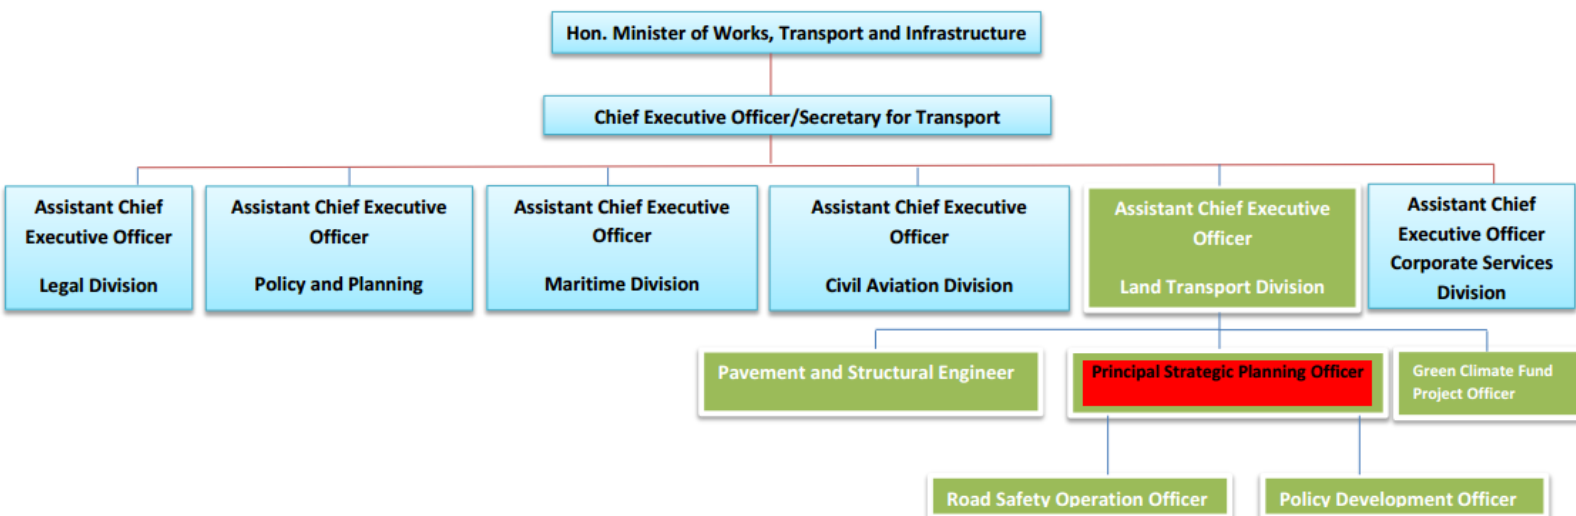 Hon. Minister of Works, Transport and Infrastructure
Chief Executive Officer/Secretary for Transport
Assistant Chief
Executive Officer
Legal Division
Assistant Chief Executive
Officer
Policy and Planning
Assistant Chief Executive
Officer
Maritime Division
Assistant Chief Executive
Officer
Civil Aviation Division
Assistant Chief Executive
Officer
Land Transport Division
Assistant Chief
Executive Officer
Corporate Services
Division
Pavement and Structural Engineer
Principal Strategic Planning Officer
Green Climate Fund
Project Officer
Road Safety Operation Officer
Policy Development Officer